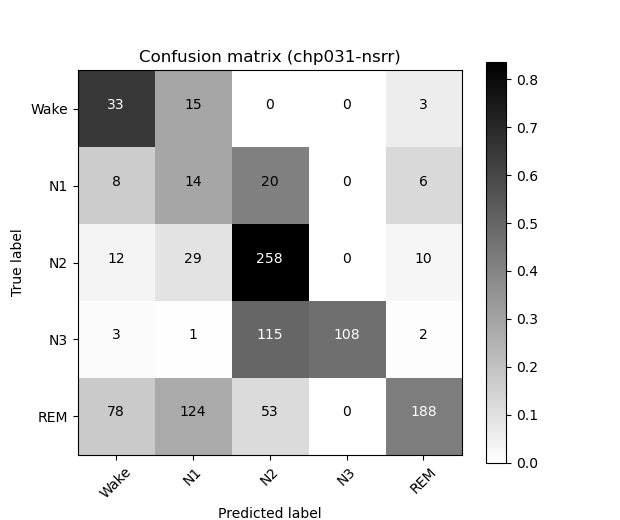 Confusion matrix (chp031-nsrr)
Wake 33 15 0 0 3
N1 8 14 20 0 6
N2 12 29 258 0 10
N3 3 1 115 108 2
REM 78 124 53 0 188
Wake N1 N2 N3 REM
Predicted label
True label
0.8
0.7
0.6
0.5
0.4
0.3
0.2
0.1
0.0